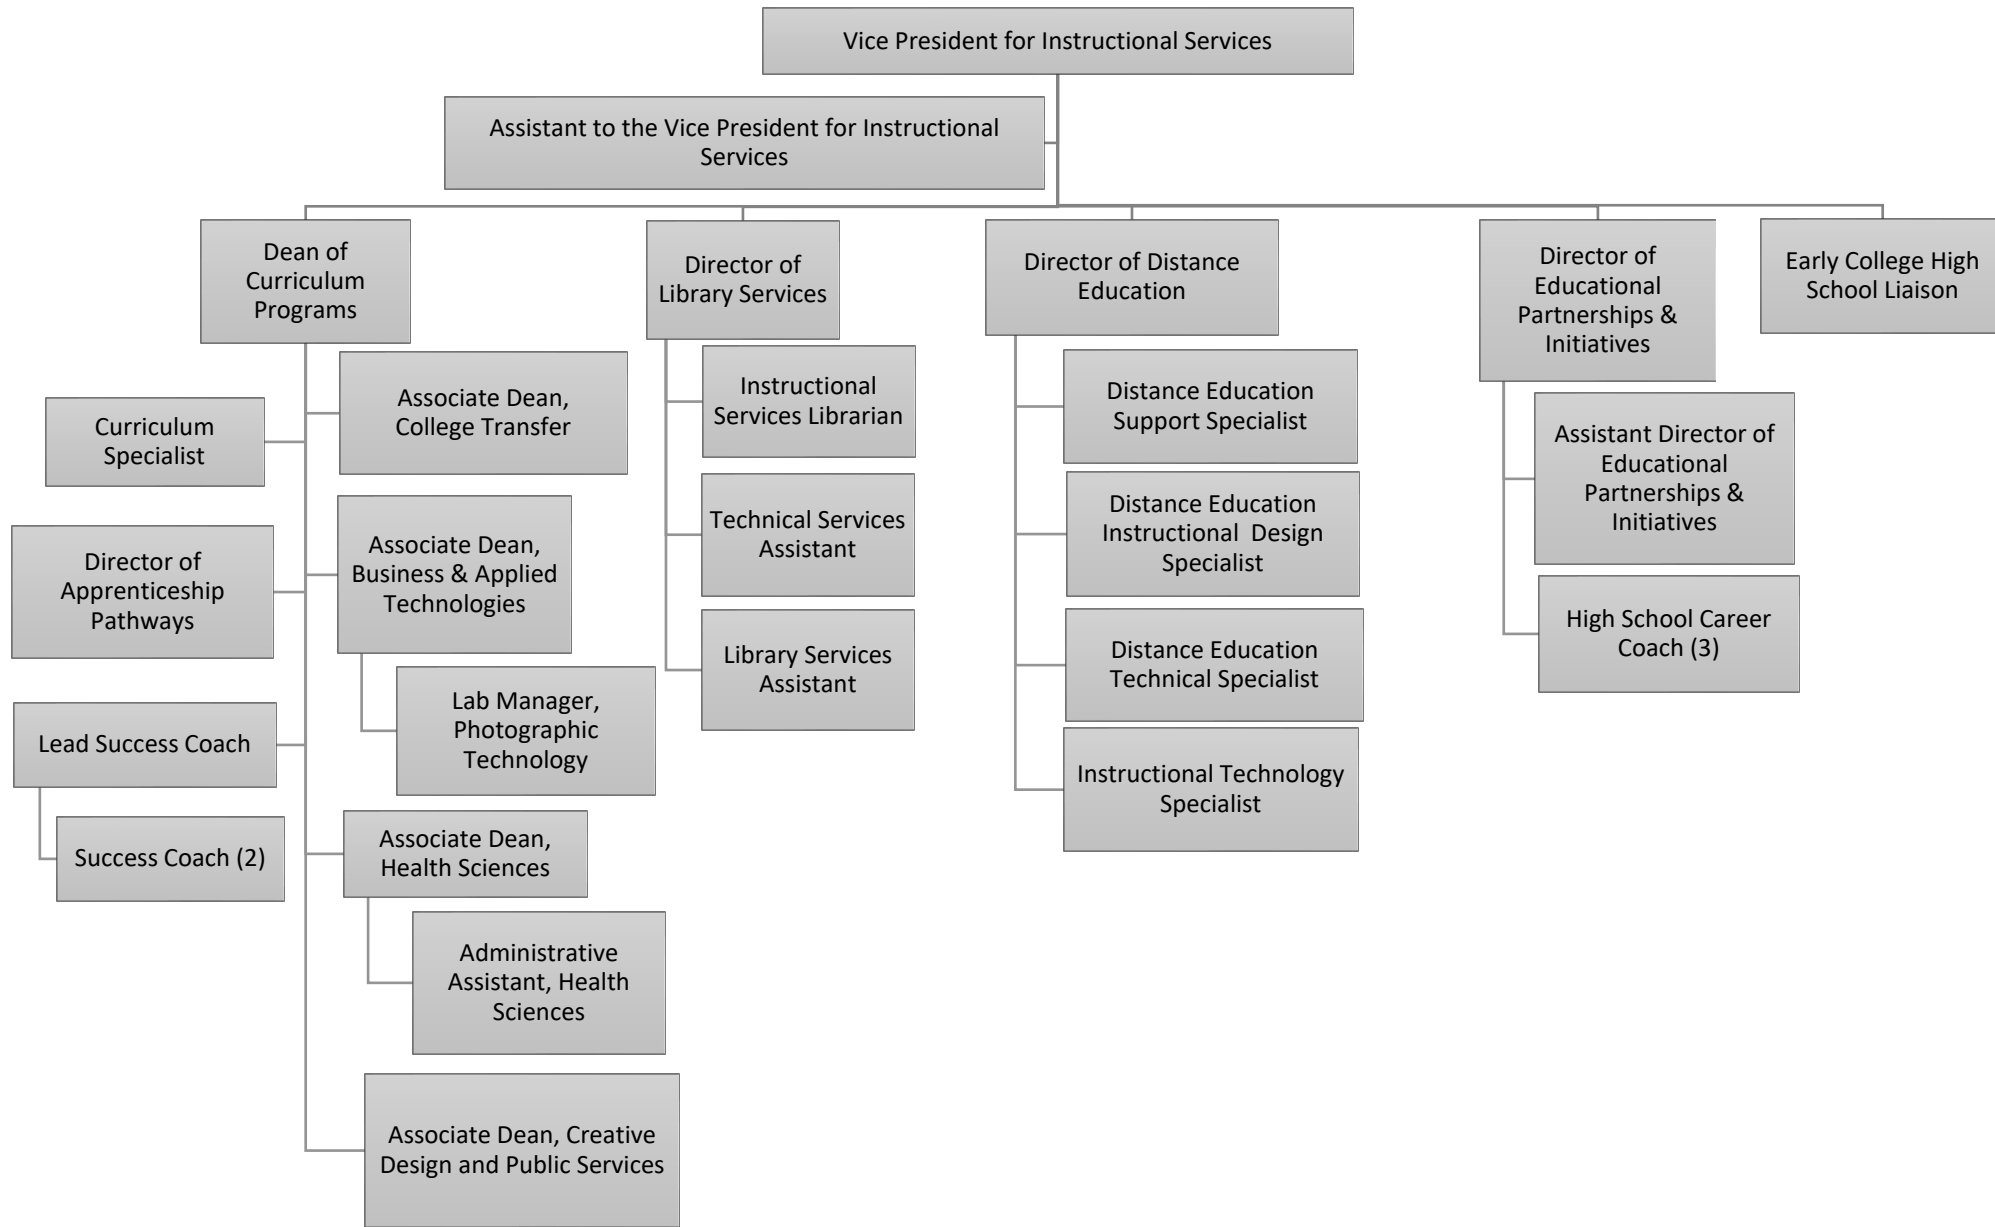 Vice President for Instructional Services
Assistant to the Vice President for Instructional
Services
Dean of
Curriculum
Programs
Director of
Library Services
Director of Distance
Education
Director of
Educational
Partnerships &
Initiatives
Early College High
School Liaison
Curriculum
Specialist
Director of
Apprenticeship
Pathways
Lead Success Coach
Success Coach (2)
Associate Dean,
College Transfer
Associate Dean,
Business & Applied
Technologies
Lab Manager,
Photographic
Technology
Associate Dean,
Health Sciences
Administrative
Assistant, Health
Sciences
Associate Dean, Creative
Design and Public Services
Instructional
Services Librarian
Technical Services
Assistant
Library Services
Assistant
Distance Education
Support Specialist
Distance Education
Instructional  Design
Specialist
Distance Education
Technical Specialist
Instructional Technology
Specialist
Assistant Director of
Educational
Partnerships &
Initiatives
High School Career
Coach (3)